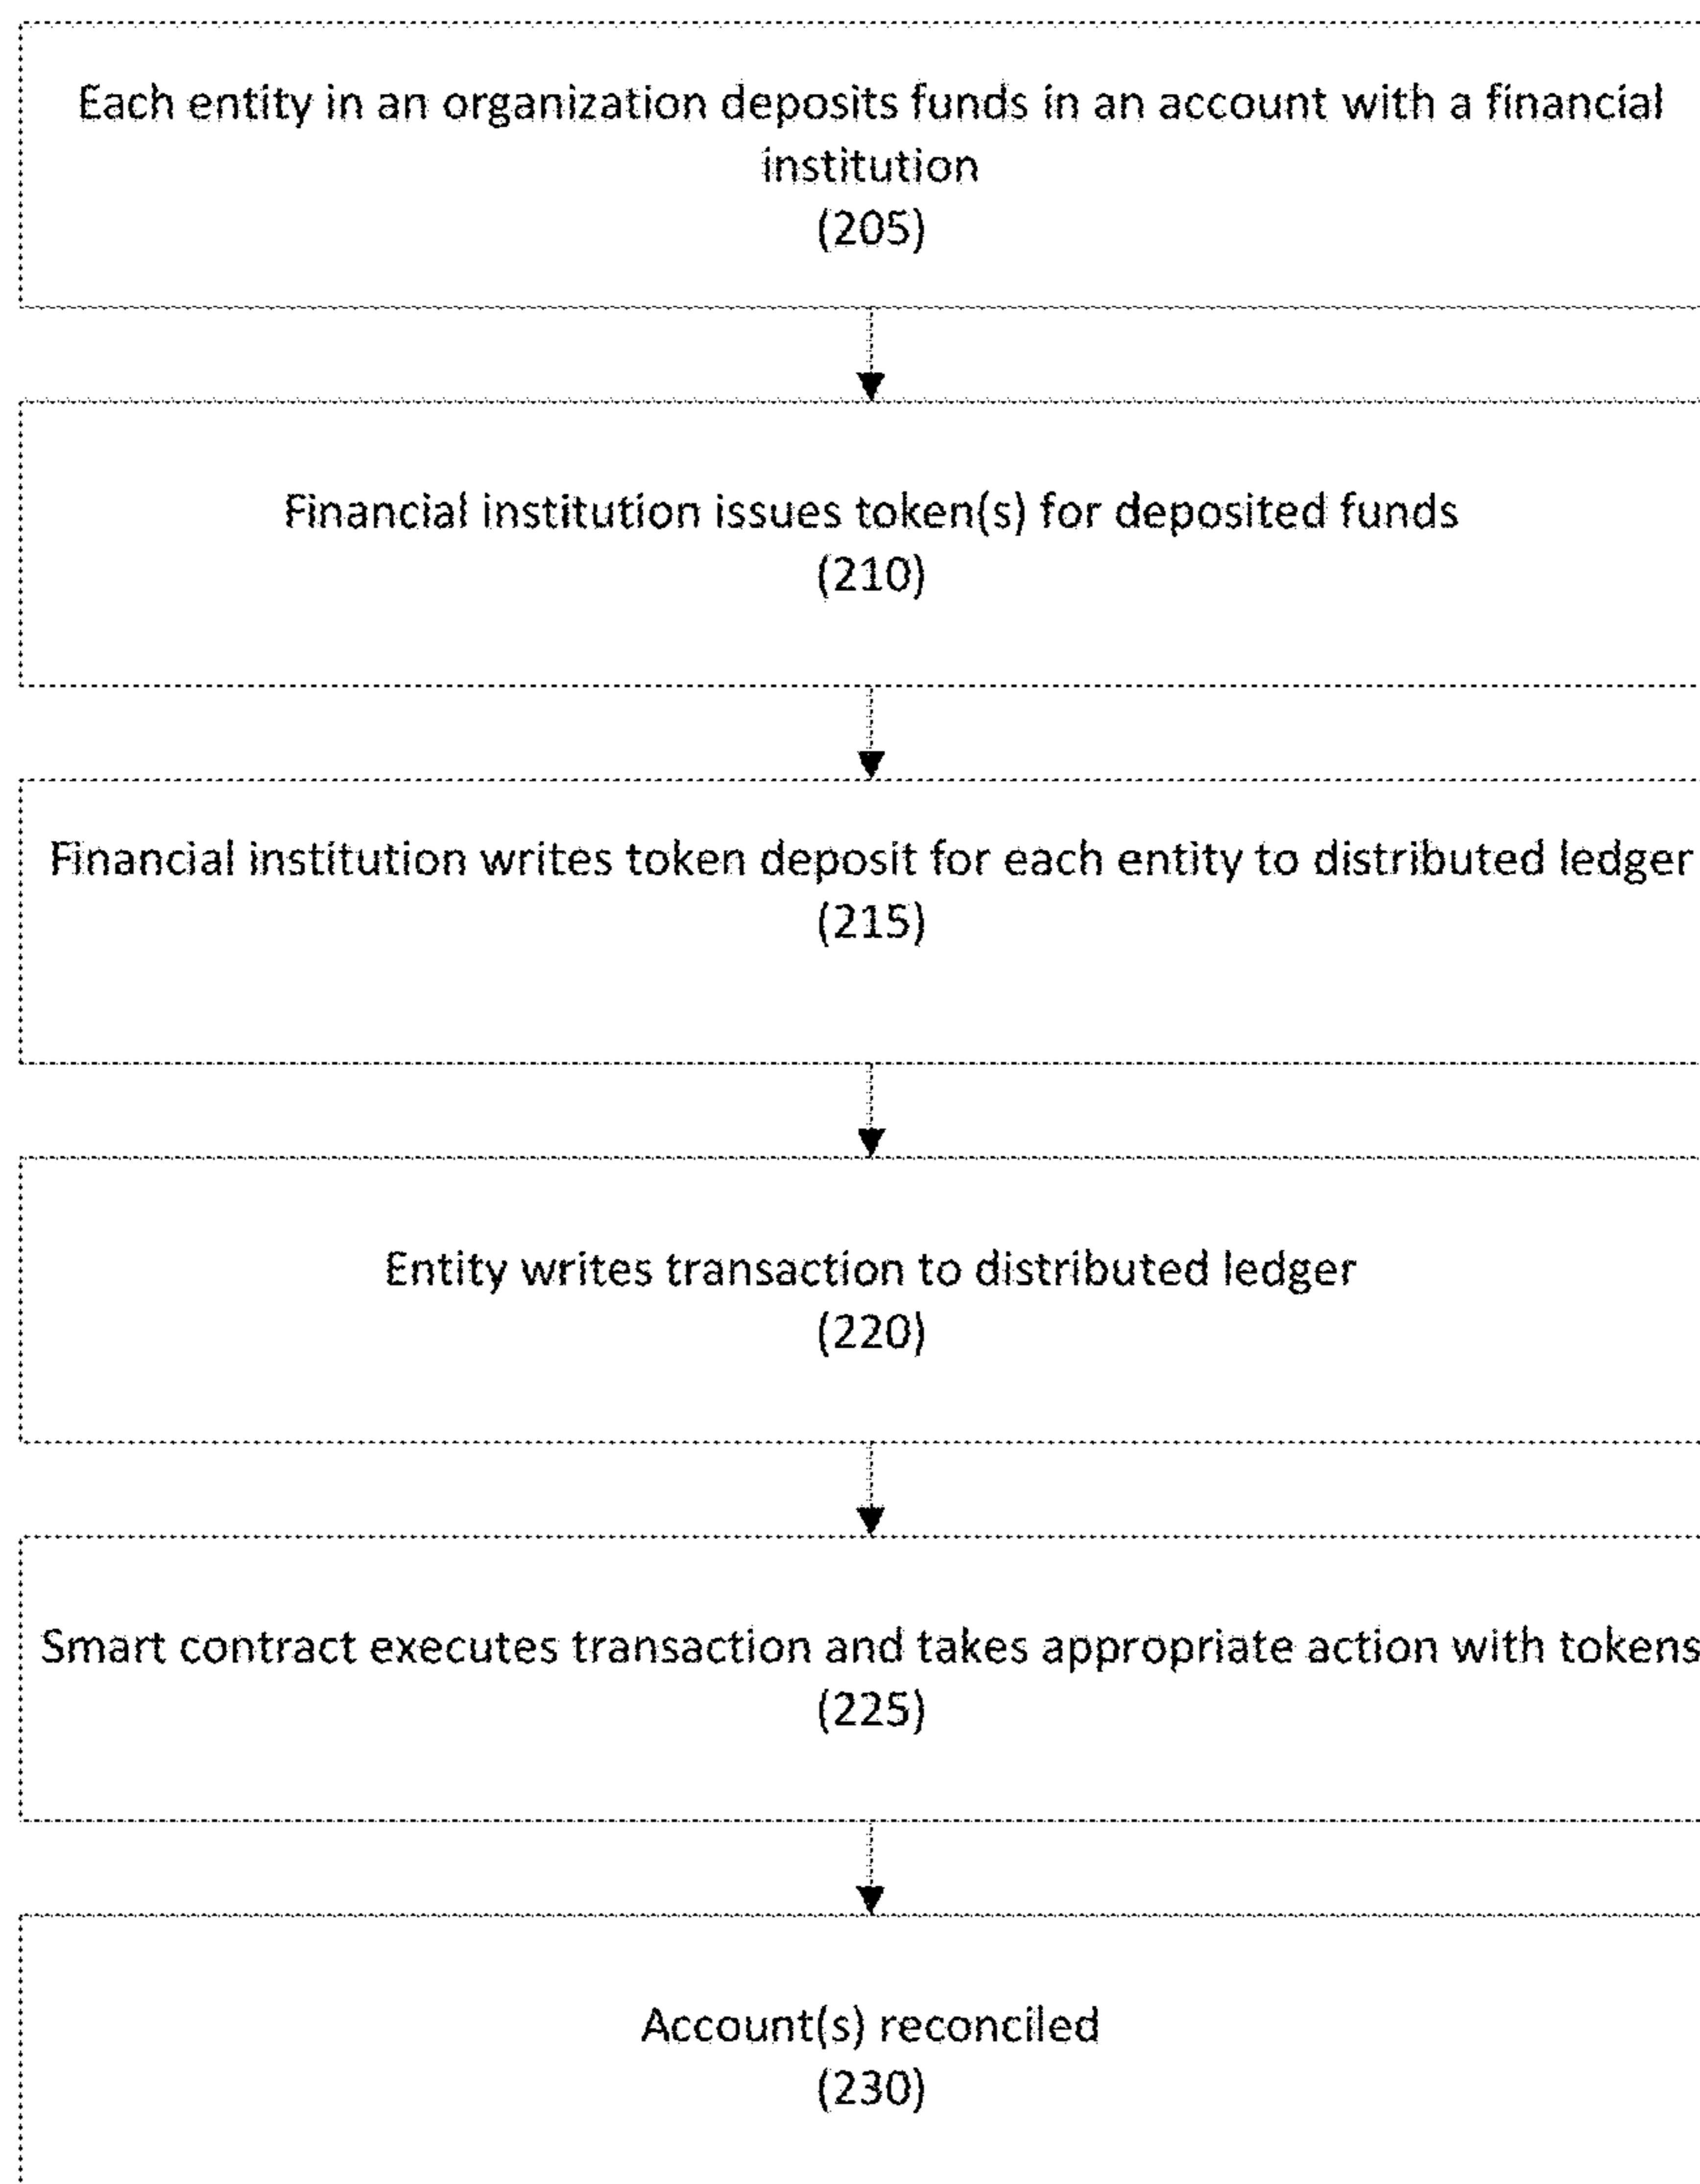 Each entity in an organization deposits funds in an account with a financial
institution
(205)
Financial institution issues token(s) for deposited funds
(210)
Financial institution writes token deposit for each entity to distributed ledger
(215)
Entity writes transaction to distributed ledger
(220)
Smart contract executes transaction and takes appropriate action with tokens
(225)
Account(s) reconciled
(230)